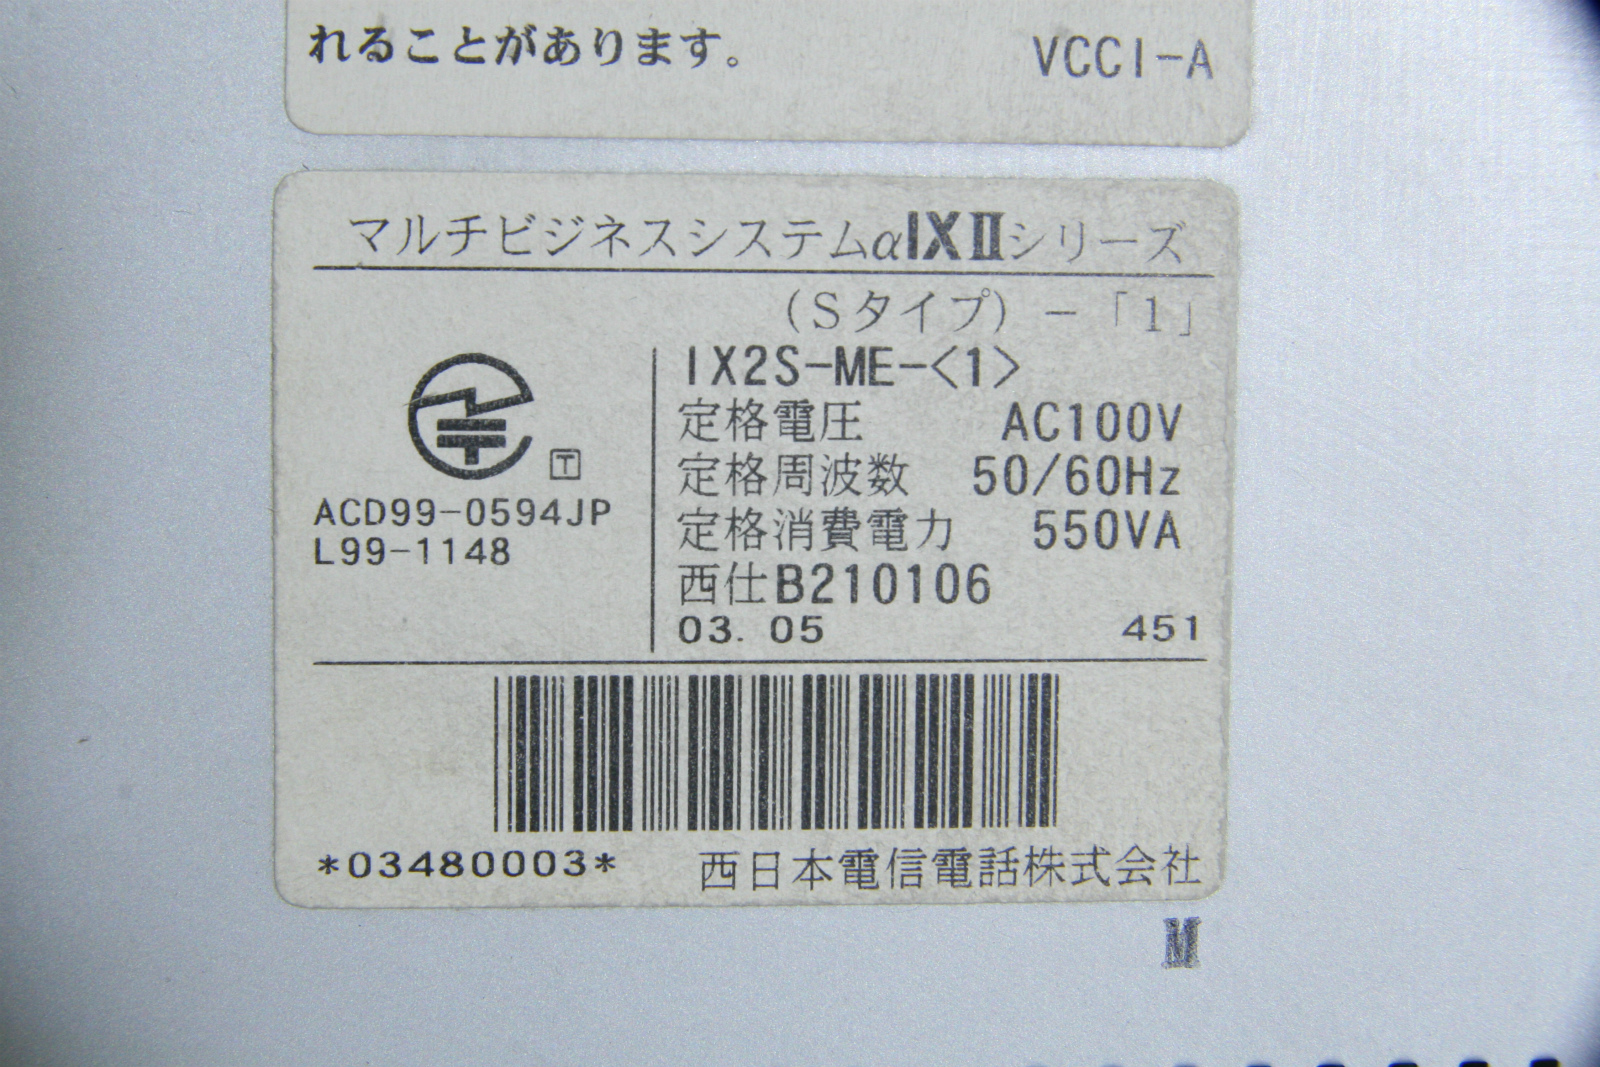 れることがあります。
VCCI-A
マルチビジネスシステムαIXⅡシリーズ
(Sタイプ)-「1」
IX2S-ME-<1>
定格電圧 AC100V
定格周波数 50/60Hz
定格消費電力 550VA
西仕B210106
03. 05 451
T
ACD99-0594JP
L99-1148
*03480003*
西日本電信電話株式会社
M